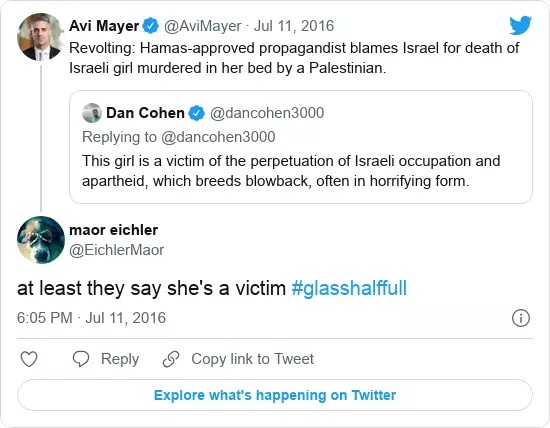 Avi Mayer @AviMayer · Jul 11, 2016
Revolting: Hamas-approved propagandist blames Israel for death of
Israeli girl murdered in her bed by a Palestinian.
Dan Cohen @dancohen3000
Replying to @dancohen3000
This girl is a victim of the perpetuation of Israeli occupation and
apartheid, which breeds blowback, often in horrifying form.
maor eichler
@EichlerMaor
at least they say she's a victim #glasshalffull
6:05 PM · Jul 11, 2016
Reply Copy link to Tweet
Explore what's happening on Twitter